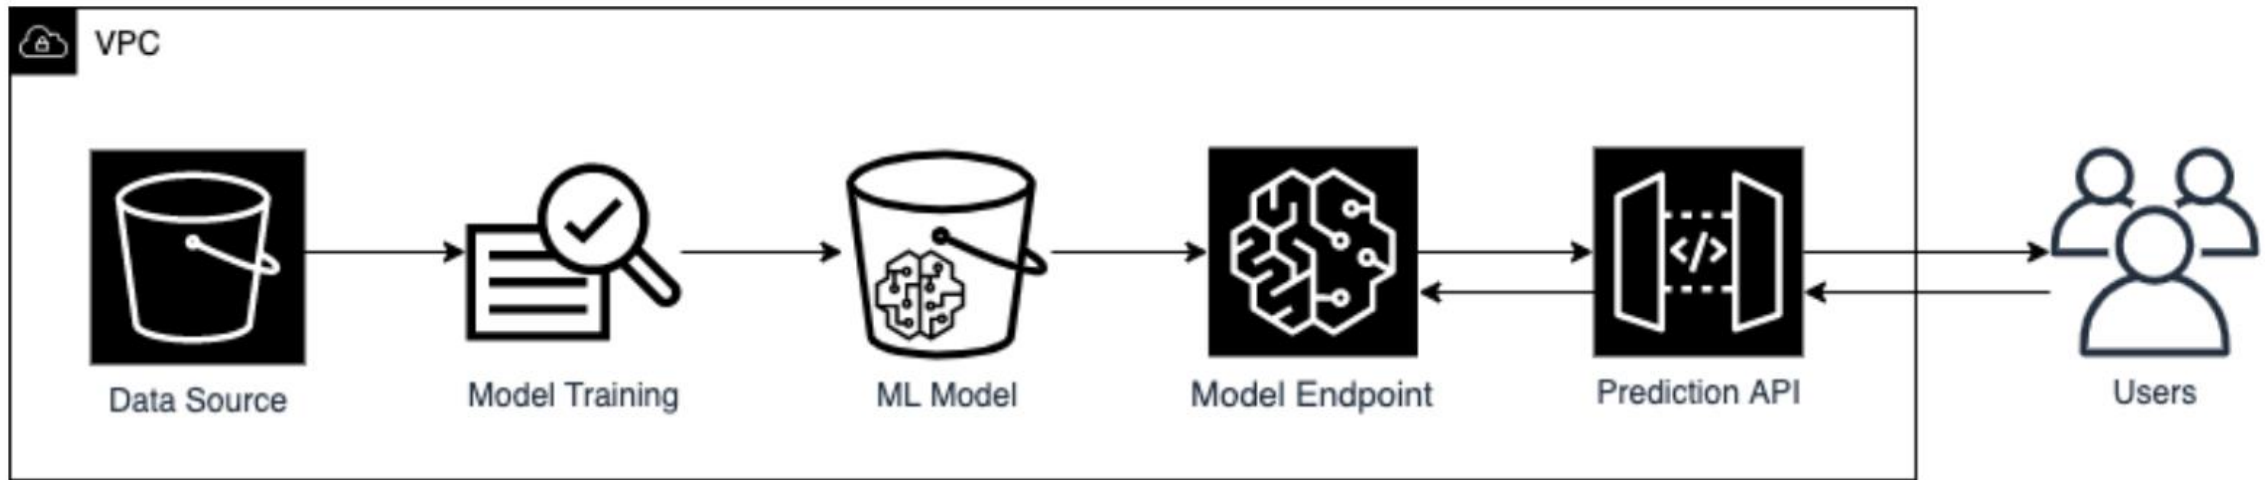 VPC
</>
Data Source
Model Training
ML Model
Model Endpoint
Prediction API
Users